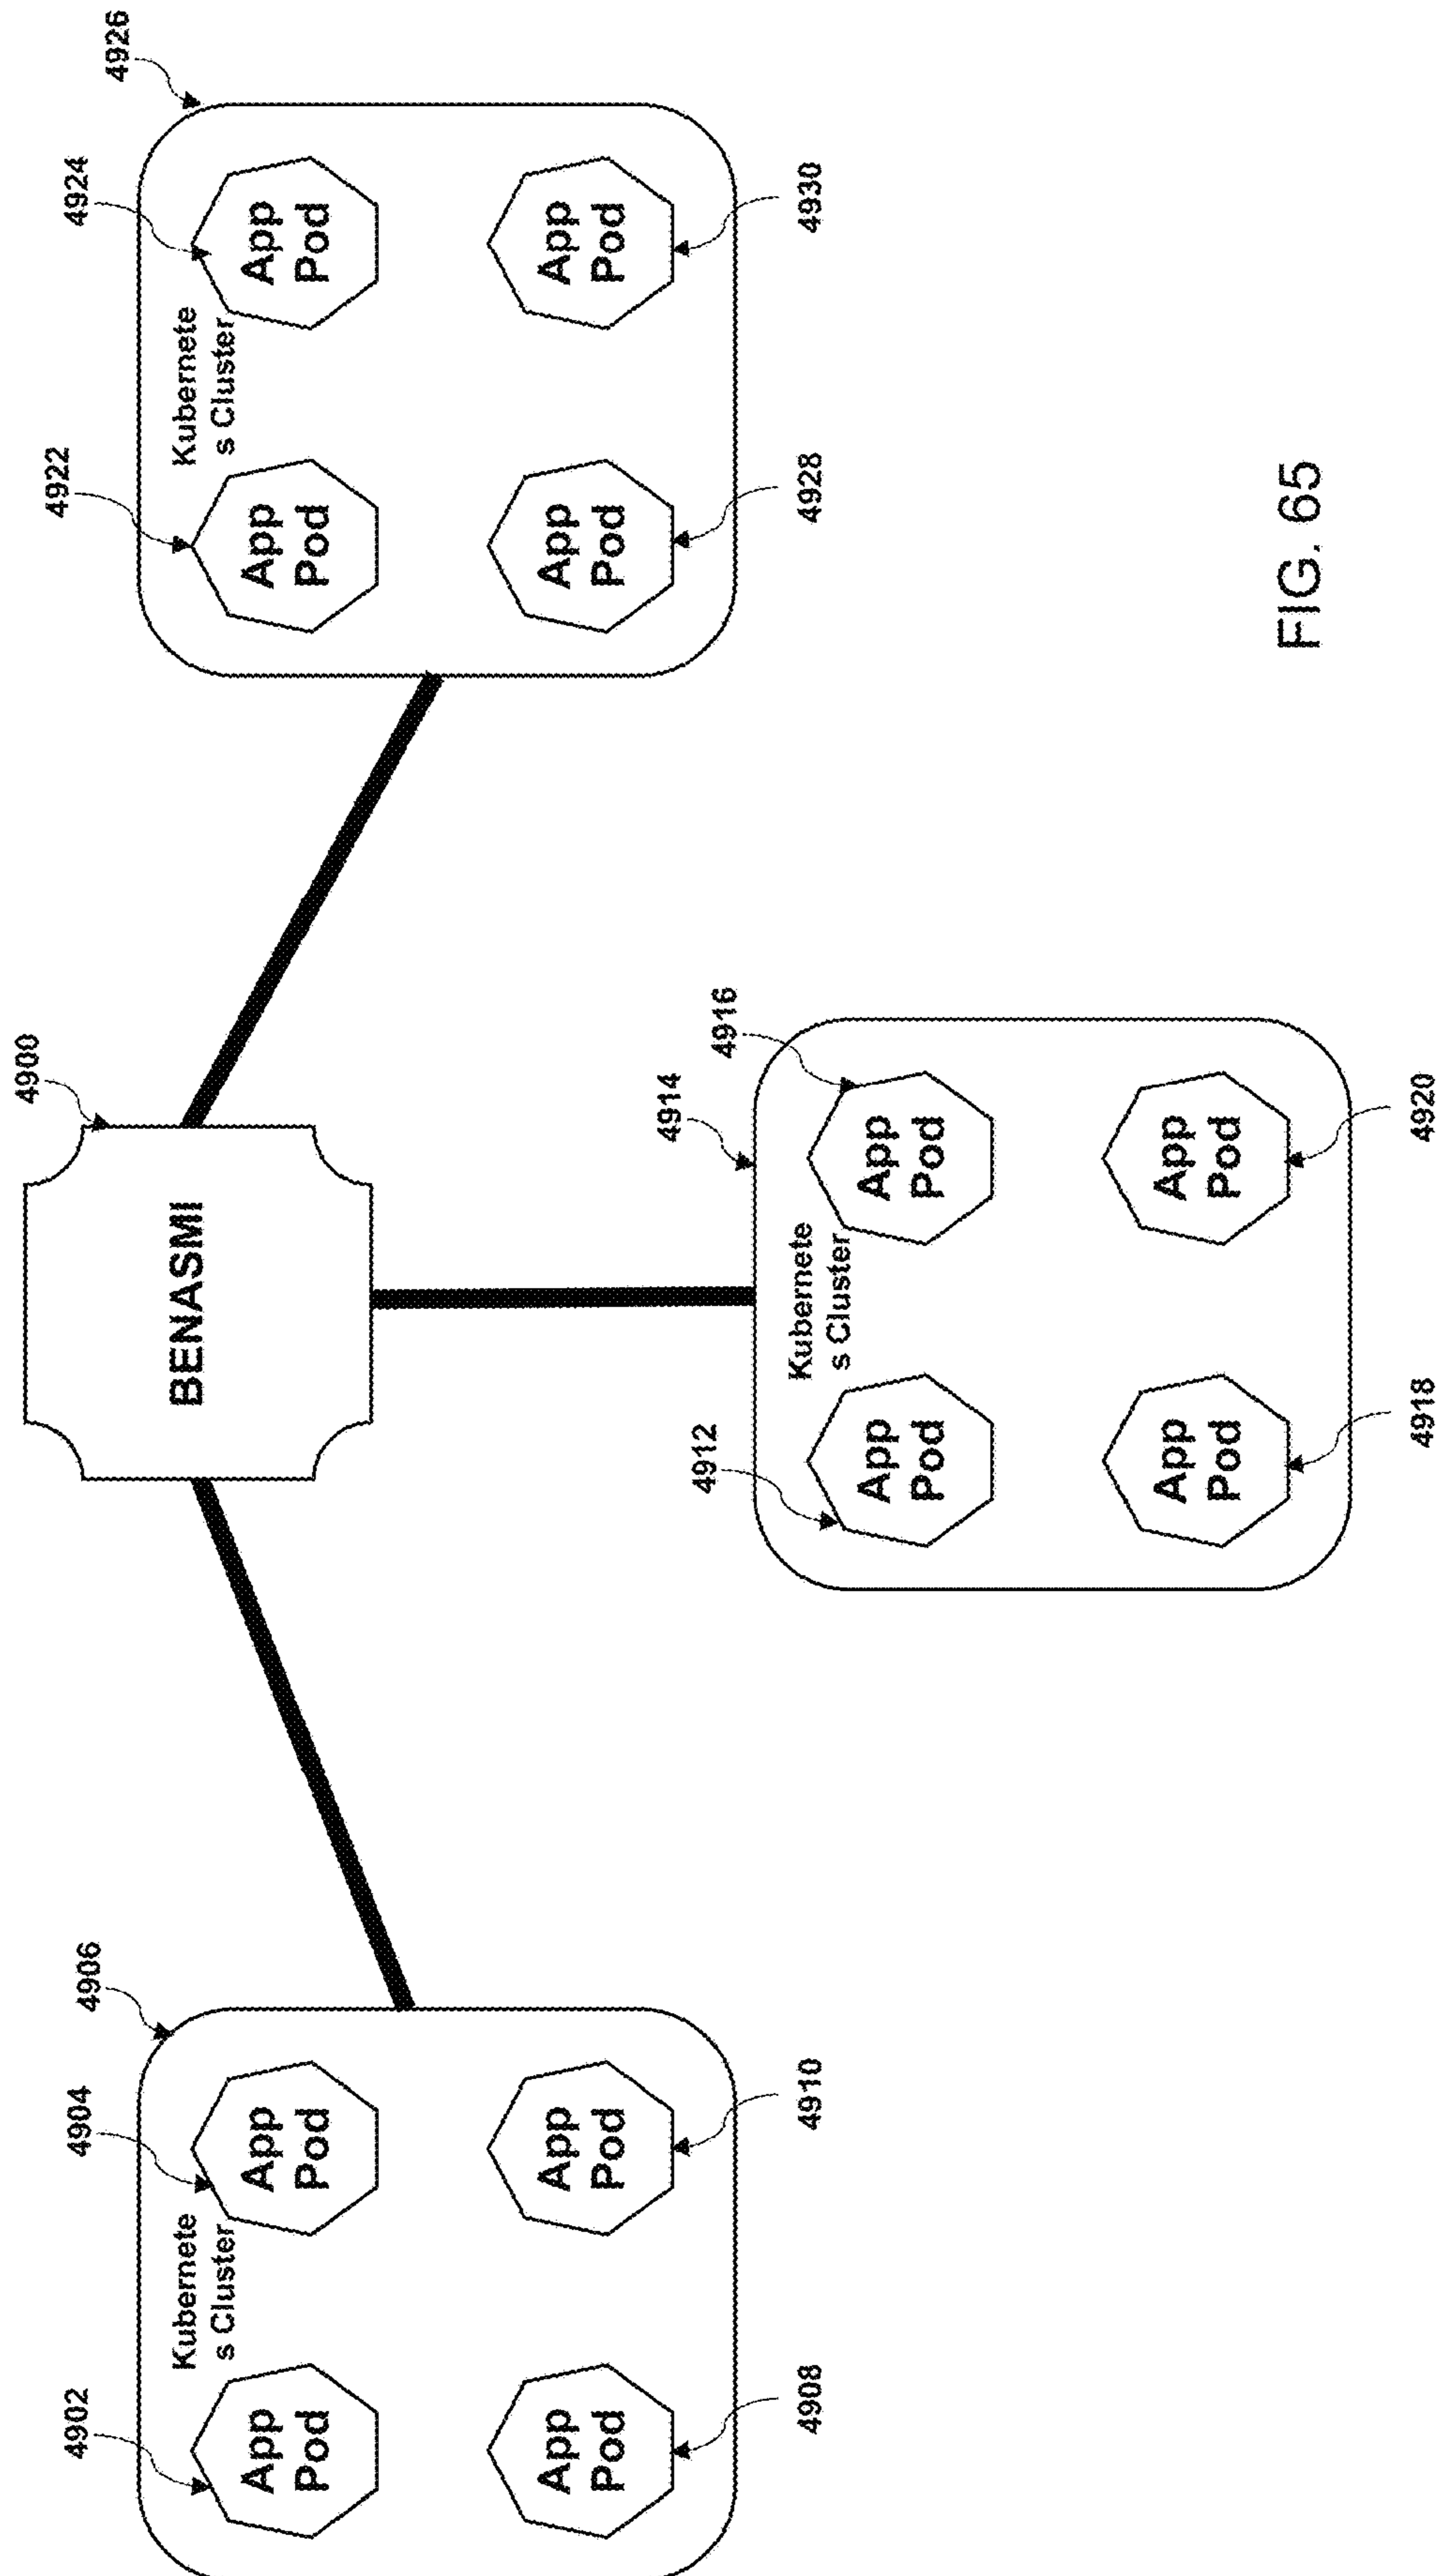 4900
BENASMI
4906
4902
4904
Kubernete
s Cluster
App
Pod
App
Pod
App
Pod
App
Pod
4908
4910
4914
4912
4916
Kubernete
s Cluster
App
Pod
App
Pod
App
Pod
App
Pod
4918
4920
4926
4922
4924
Kubernete
s Cluster
App
Pod
App
Pod
App
Pod
App
Pod
4928
4930
FIG. 65